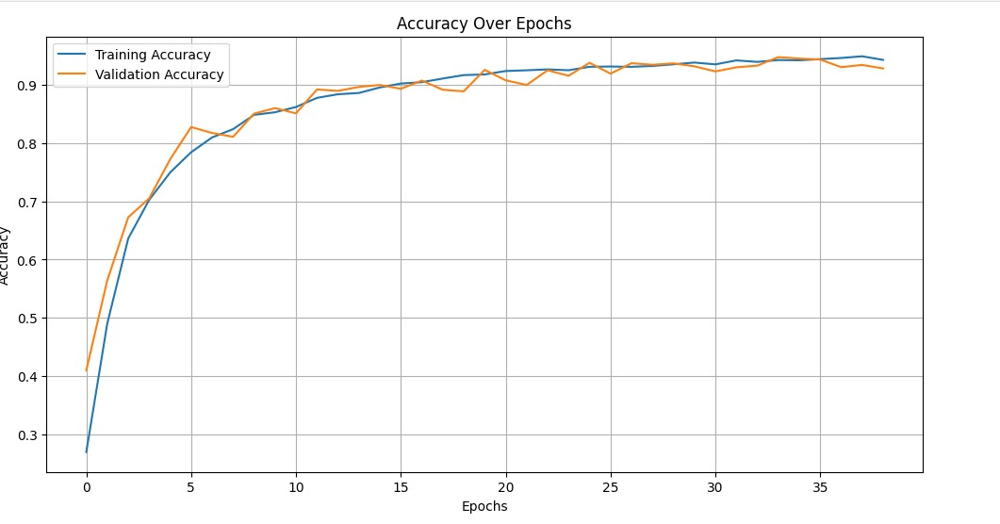 Accuracy Over Epochs
Training Accuracy
Validation Accuracy
0.9
0.8
0.7
0.6
0.5
0.4
0.3
Accuracy
0 5 10 15 20 25 30 35
Epochs